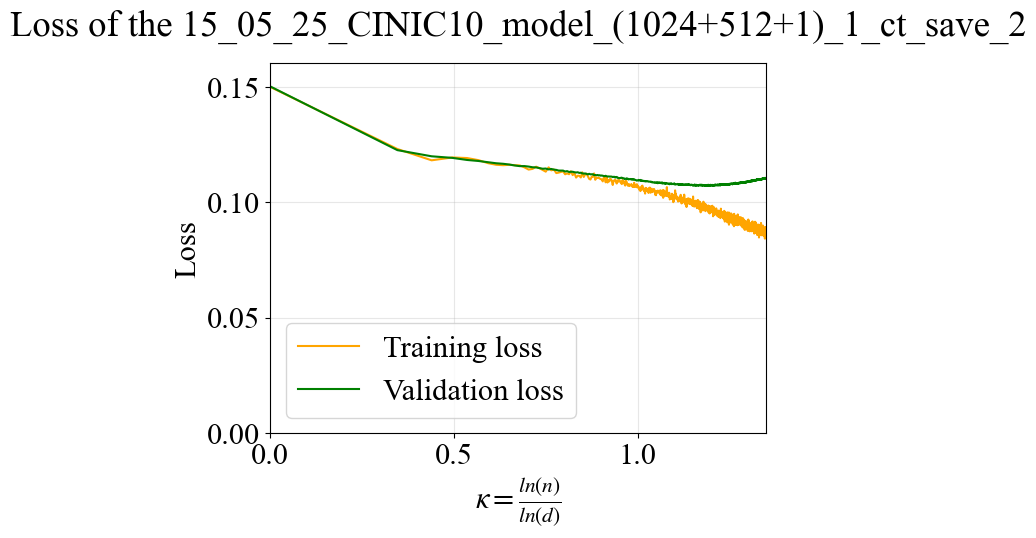 Loss of the 15_05_25_CINIC10_model_(1024+512+1)_1_ct_save_2
0.15
0.10
0.05
0.00
Loss
Training loss
Validation loss
0.0 0.5 1.0
κ = ln(n) / ln(d)